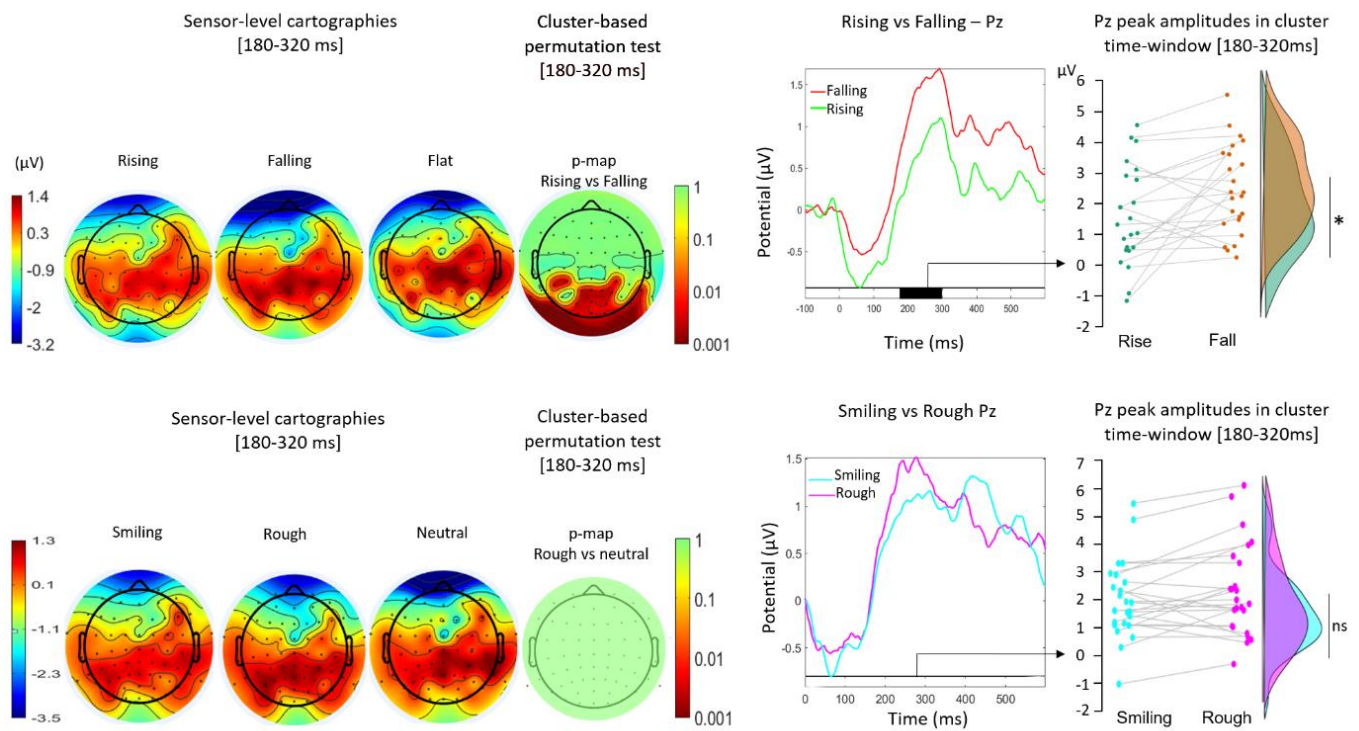 Sensor-level cartographies
[180-320 ms]
Cluster-based
permutation test
[180-320 ms]
(µV)
Rising
Falling
Flat
p-map
Rising vs Falling
1.4
0.3
-0.9
-2
-3.2
1
0.1
0.01
0.001
Rising vs Falling – Pz
Falling
Rising
Potential (µV)
1.5
1
0.5
0
-0.5
-100
0
100
200
300
400
500
Time (ms)
Pz peak amplitudes in cluster
time-window [180-320ms]
µV
6
5
4
3
2
1
0
-1
-2
Rise
Fall
*
Sensor-level cartographies
[180-320 ms]
Cluster-based
permutation test
[180-320 ms]
Smiling
Rough
Neutral
p-map
Rough vs neutral
1.3
0.1
-1.1
-2.3
-3.5
1
0.1
0.01
0.001
Smiling vs Rough Pz
Smiling
Rough
Potential (µV)
1.5
1
0.5
0
-0.5
0
100
200
300
400
500
Time (ms)
Pz peak amplitudes in cluster
time-window [180-320ms]
7
6
5
4
3
2
1
0
-1
-2
Smiling
Rough
ns